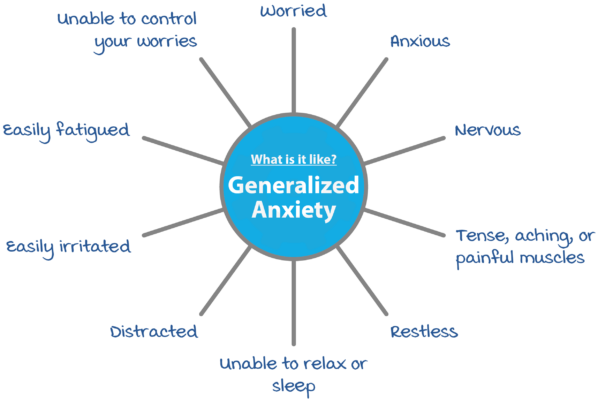 What is it like?
Generalized
Anxiety
Worried
Anxious
Nervous
Tense, aching, or
painful muscles
Restless
Unable to relax or
sleep
Distracted
Easily irritated
Easily fatigued
Unable to control
your worries